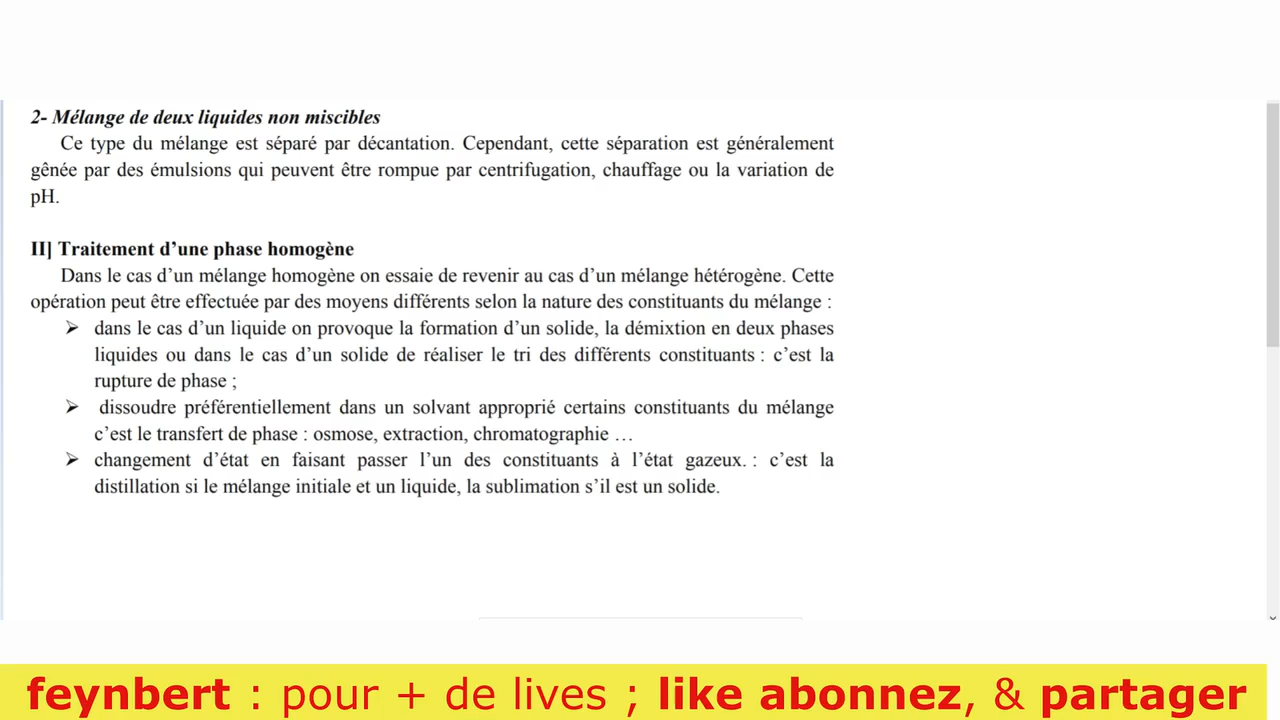 2- Mélange de deux liquides non miscibles
Ce type du mélange est séparé par décantation. Cependant, cette séparation est généralement
gênée par des émulsions qui peuvent être rompue par centrifugation, chauffage ou la variation de
pH.
II] Traitement d’une phase homogène
Dans le cas d’un mélange homogène on essaie de revenir au cas d’un mélange hétérogène. Cette
opération peut être effectuée par des moyens différents selon la nature des constituants du mélange :
➢ dans le cas d’un liquide on provoque la formation d’un solide, la démixtion en deux phases
liquides ou dans le cas d’un solide de réaliser le tri des différents constituants : c’est la
rupture de phase ;
➢ dissoudre préférentiellement dans un solvant approprié certains constituants du mélange
c’est le transfert de phase : osmose, extraction, chromatographie …
➢ changement d’état en faisant passer l’un des constituants à l’état gazeux. : c’est la
distillation si le mélange initiale et un liquide, la sublimation s’il est un solide.
feynbert : pour + de lives ; like abonnez, & partager